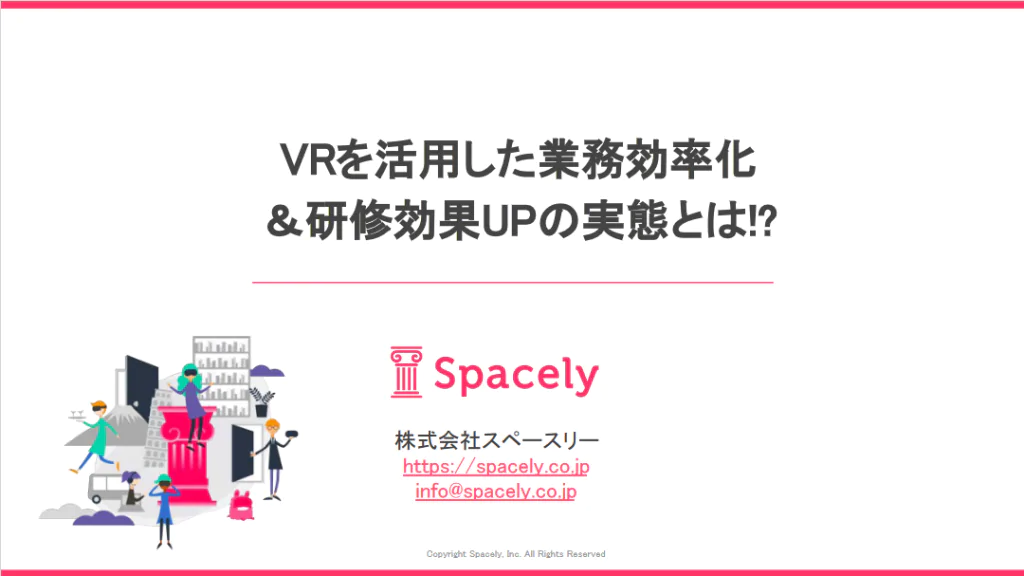 VRを活用した業務効率化
&研修効果UPの実態とは!?
Spacely
株式会社スペースリー
https://spacely.co.jp
info@spacely.co.jp
Copyright Spacely, Inc. All Rights Reserved